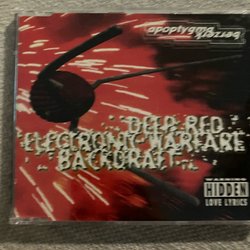 apoptygma
berzerk
DEEP RED
ELECTRONIC WARFARE
BACKDRAFT
WARNING
HIDDEN
LOVE LYRICS